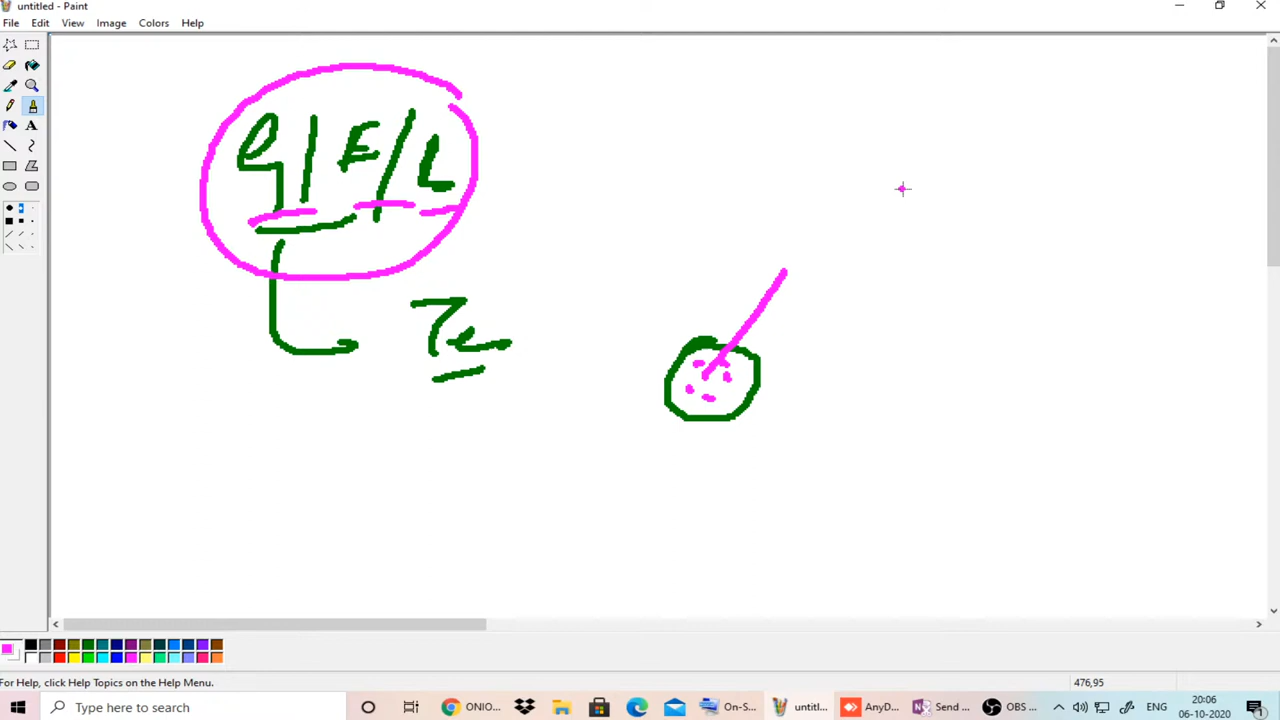 untitled - Paint
File Edit View Image Colors Help
E/L
For Help, click Help Topics on the Help Menu.
476,95
Type here to search
ONIO...
On-S...
untitl...
AnyD...
Send ...
OBS ...
ENG
20:06
06-10-2020
1